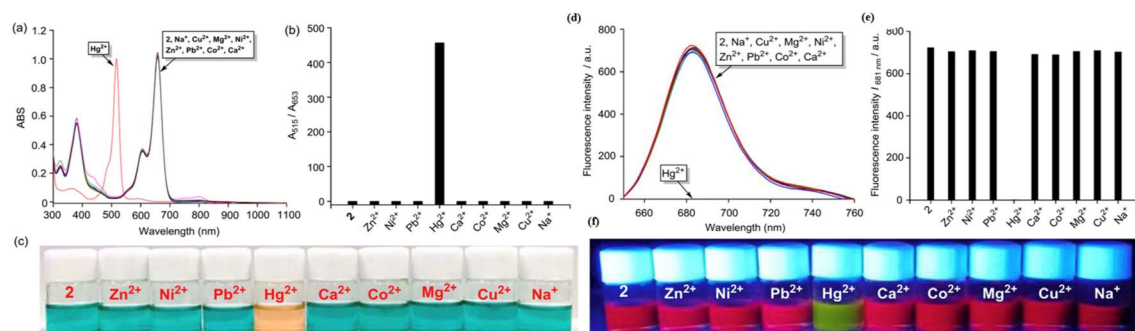 (a)
ABS
1.2
1.0
0.8
0.6
0.4
0.2
0
300 400 500 600 700 800 900 1000 1100
Wavelength (nm)
Hg²⁺
2, Na⁺, Cu²⁺, Mg²⁺, Ni²⁺,
Zn²⁺, Pb²⁺, Co²⁺, Ca²⁺
(b)
A515 / A653
500
400
300
200
100
0
2 Zn²⁺ Ni²⁺ Pb²⁺ Hg²⁺ Ca²⁺ Co²⁺ Mg²⁺ Cu²⁺ Na⁺
(c)
2 Zn²⁺ Ni²⁺ Pb²⁺ Hg²⁺ Ca²⁺ Co²⁺ Mg²⁺ Cu²⁺ Na⁺
(d)
Fluorescence intensity / a.u.
800
600
400
200
0
660 680 700 720 740 760
Wavelength (nm)
2, Na⁺, Cu²⁺, Mg²⁺, Ni²⁺,
Zn²⁺, Pb²⁺, Co²⁺, Ca²⁺
Hg²⁺
(e)
Fluorescence intensity / 681 nm / a.u.
800
600
400
200
0
2 Zn²⁺ Ni²⁺ Pb²⁺ Hg²⁺ Ca²⁺ Co²⁺ Mg²⁺ Cu²⁺ Na⁺
(f)
2 Zn²⁺ Ni²⁺ Pb²⁺ Hg²⁺ Ca²⁺ Co²⁺ Mg²⁺ Cu²⁺ Na⁺